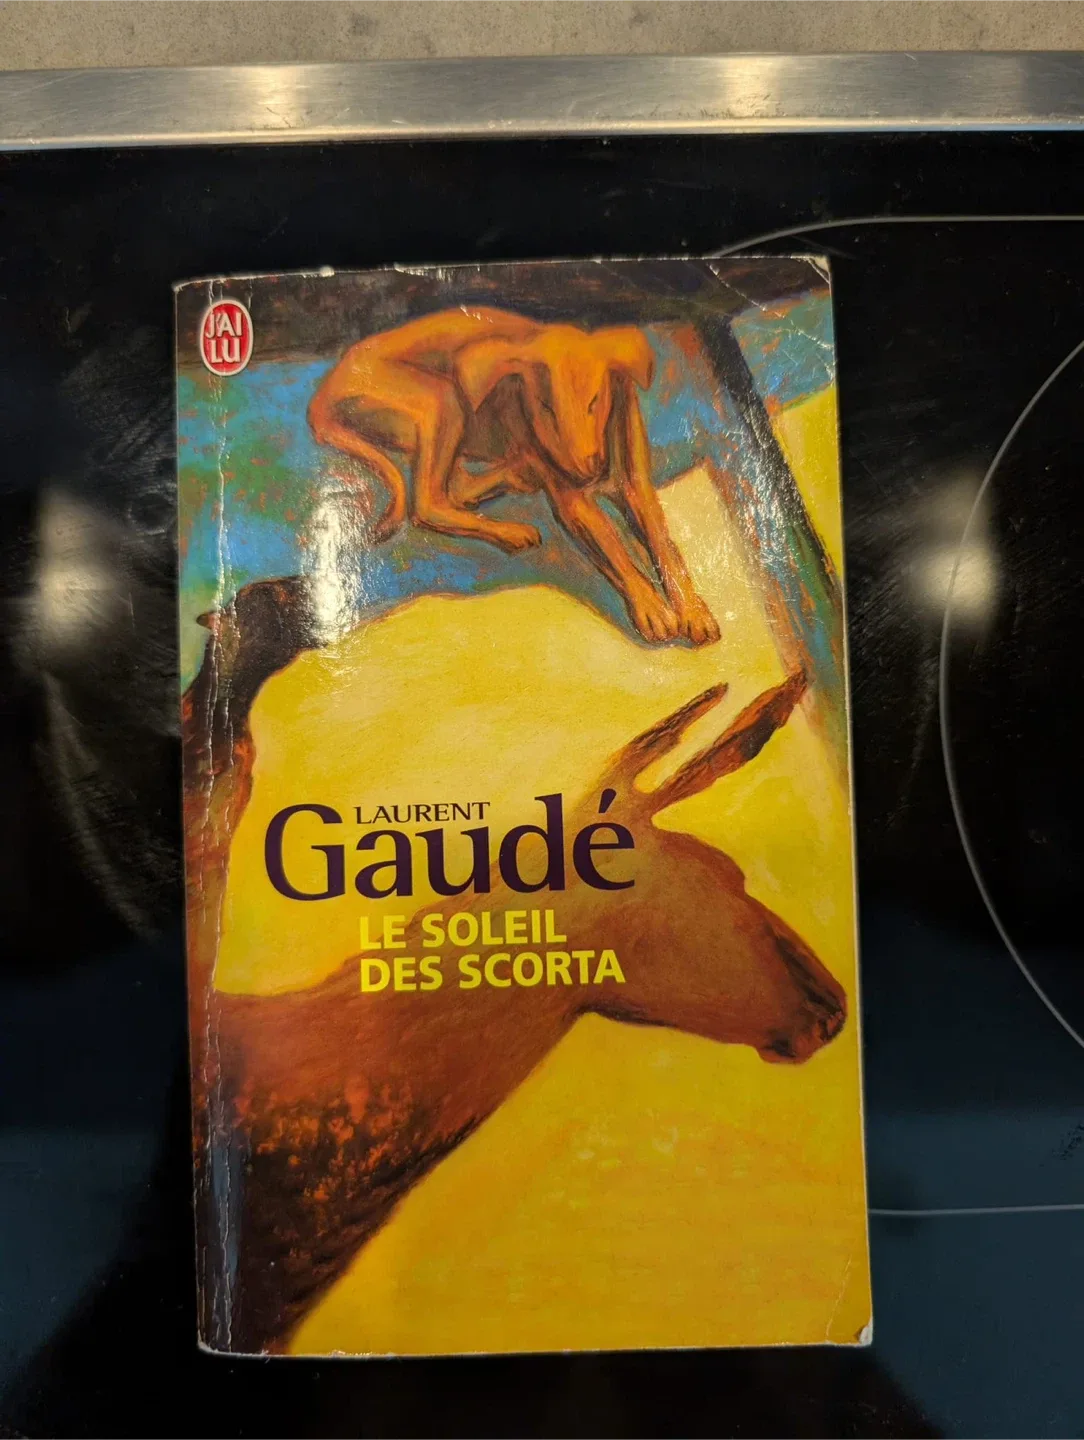 J'AI
LU
LAURENT
Gaudé
LE SOLEIL
DES SCORTA